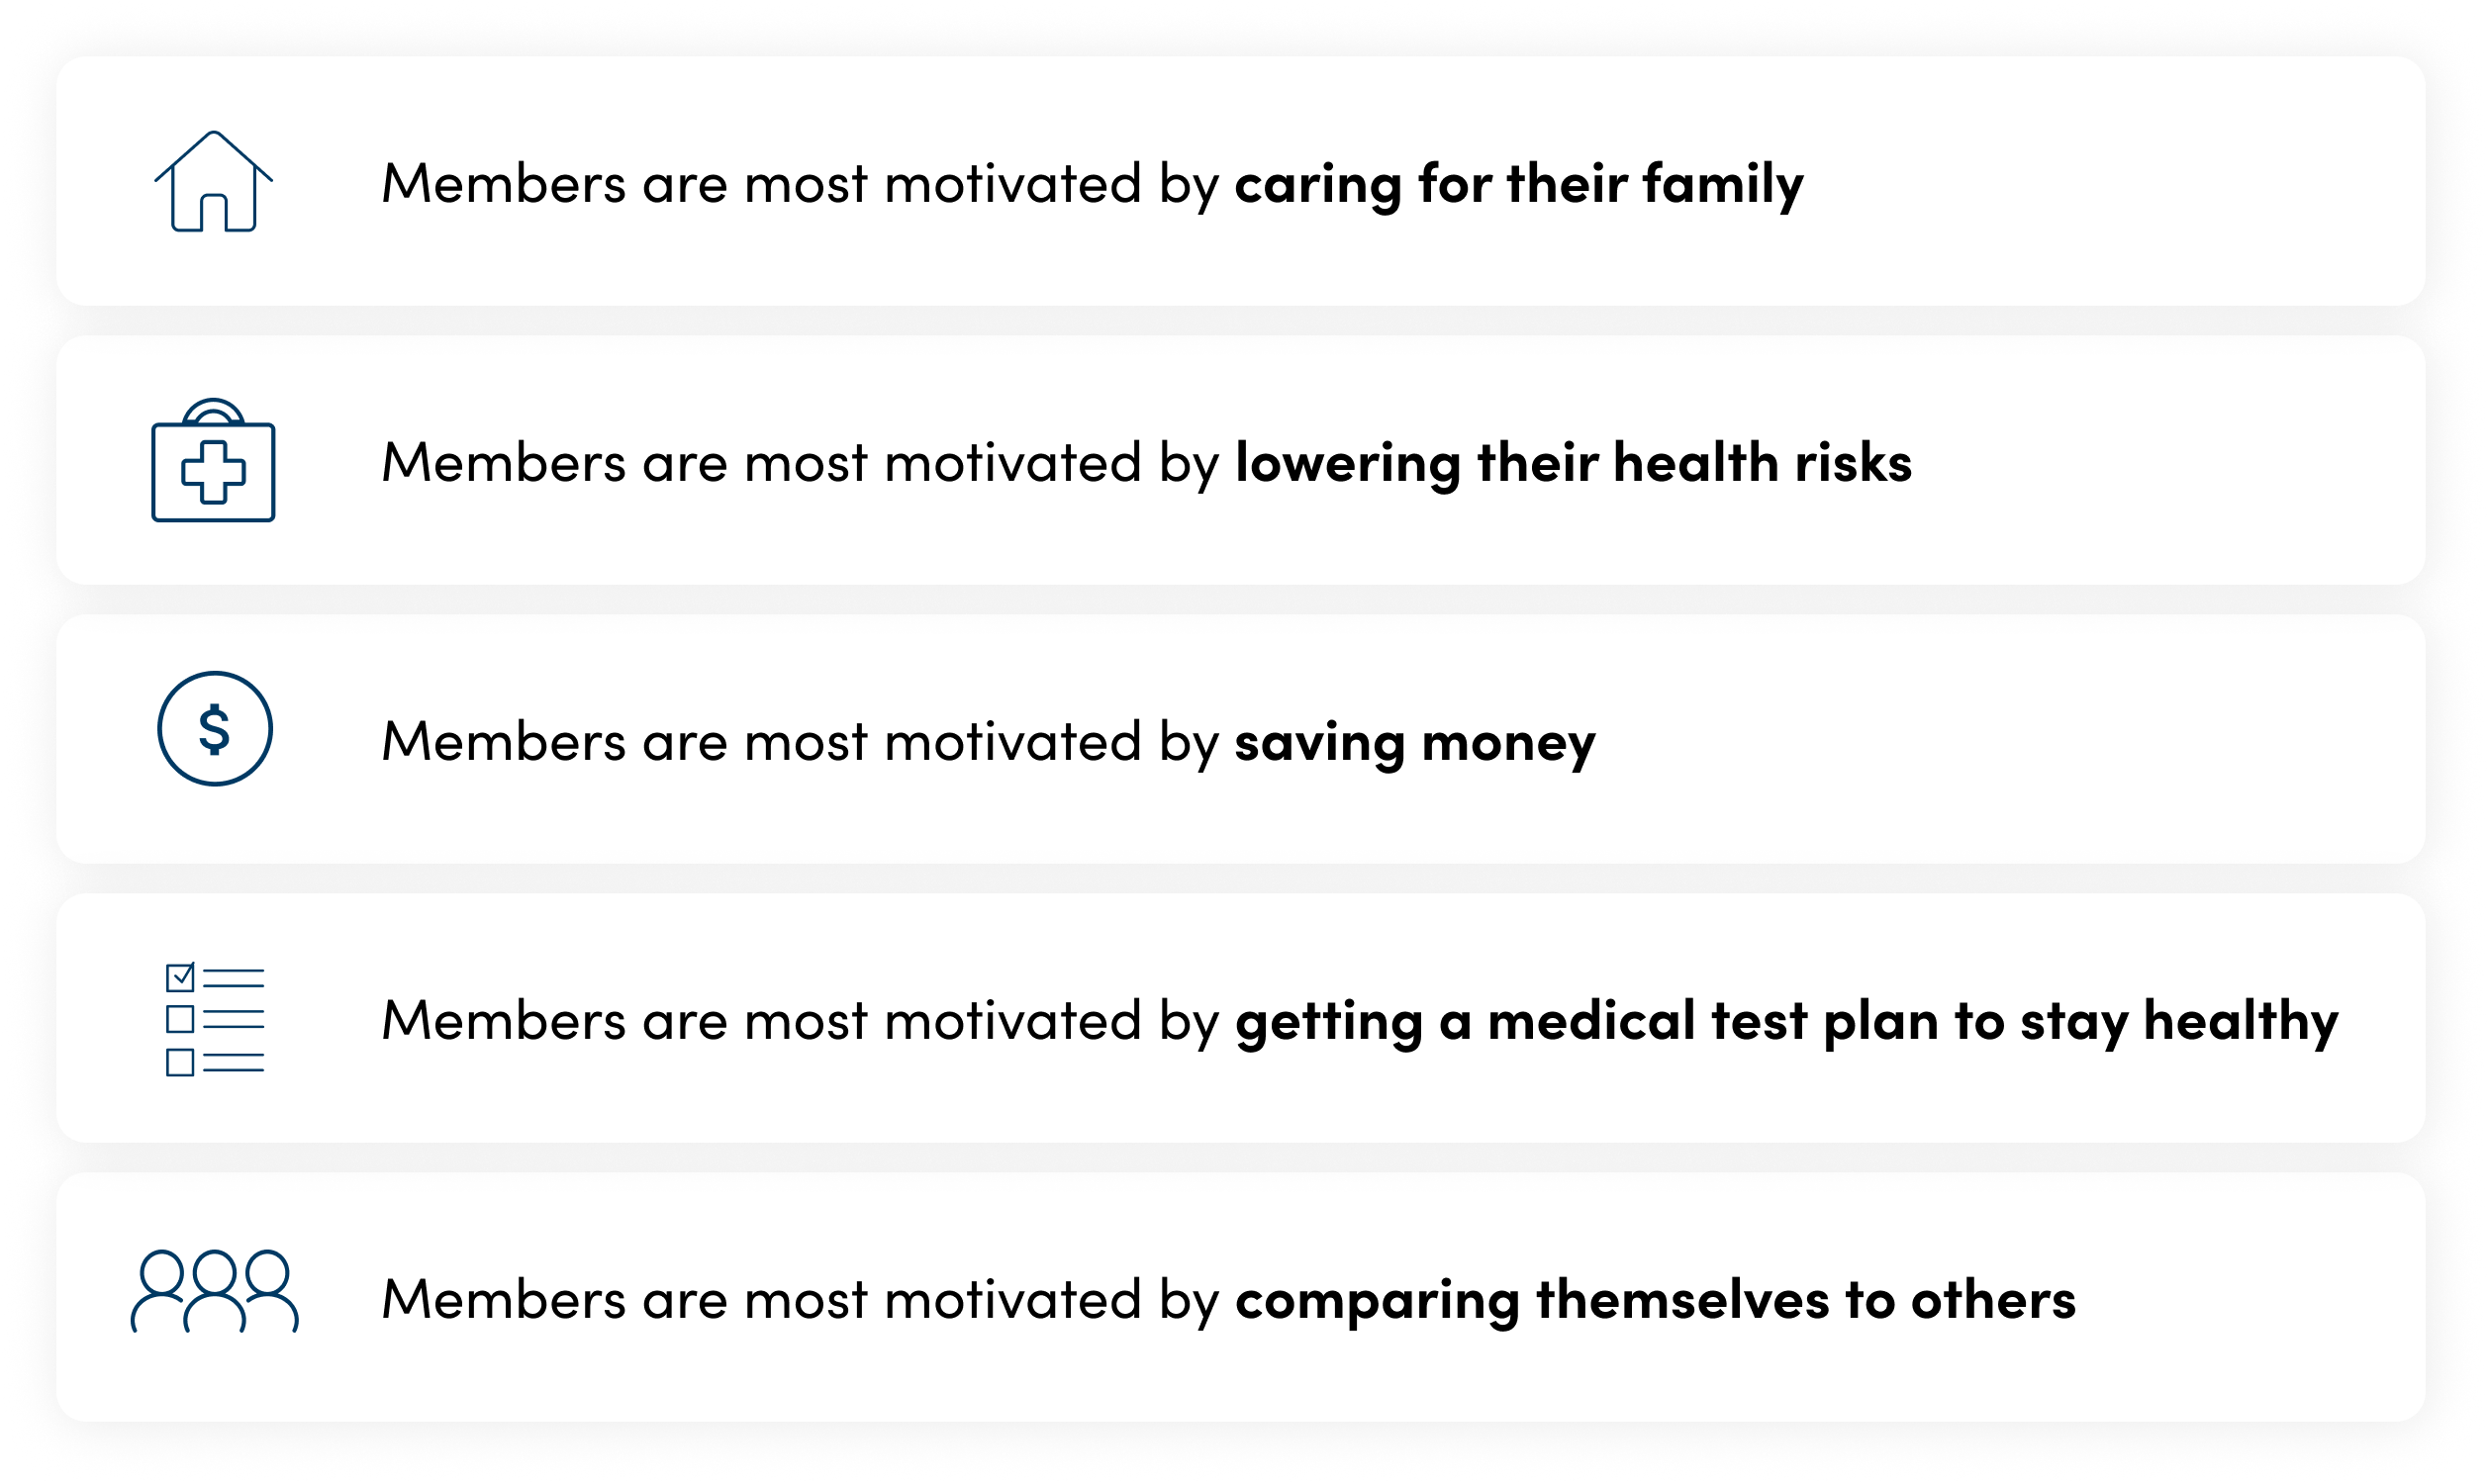 Members are most motivated by caring for their family
Members are most motivated by lowering their health risks
$
Members are most motivated by saving money
Members are most motivated by getting a medical test plan to stay healthy
Members are most motivated by comparing themselves to others